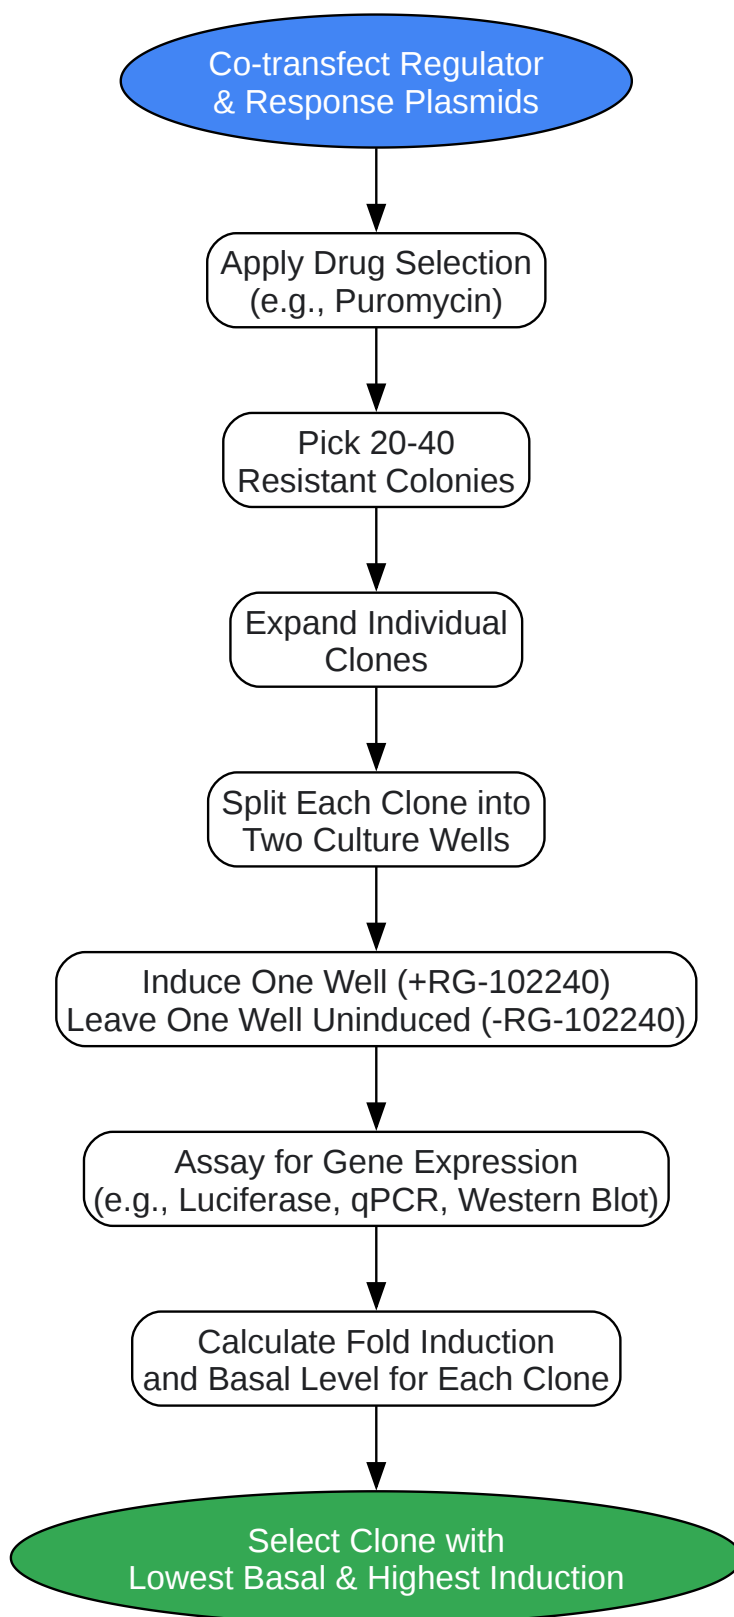 Co-transfect Regulator
& Response Plasmids
Apply Drug Selection
(e.g., Puromycin)
Pick 20-40
Resistant Colonies
Expand Individual
Clones
Split Each Clone into
Two Culture Wells
Induce One Well (+RG-102240)
Leave One Well Uninduced (-RG-102240)
Assay for Gene Expression
(e.g., Luciferase, qPCR, Western Blot)
Calculate Fold Induction
and Basal Level for Each Clone
Select Clone with
Lowest Basal & Highest Induction